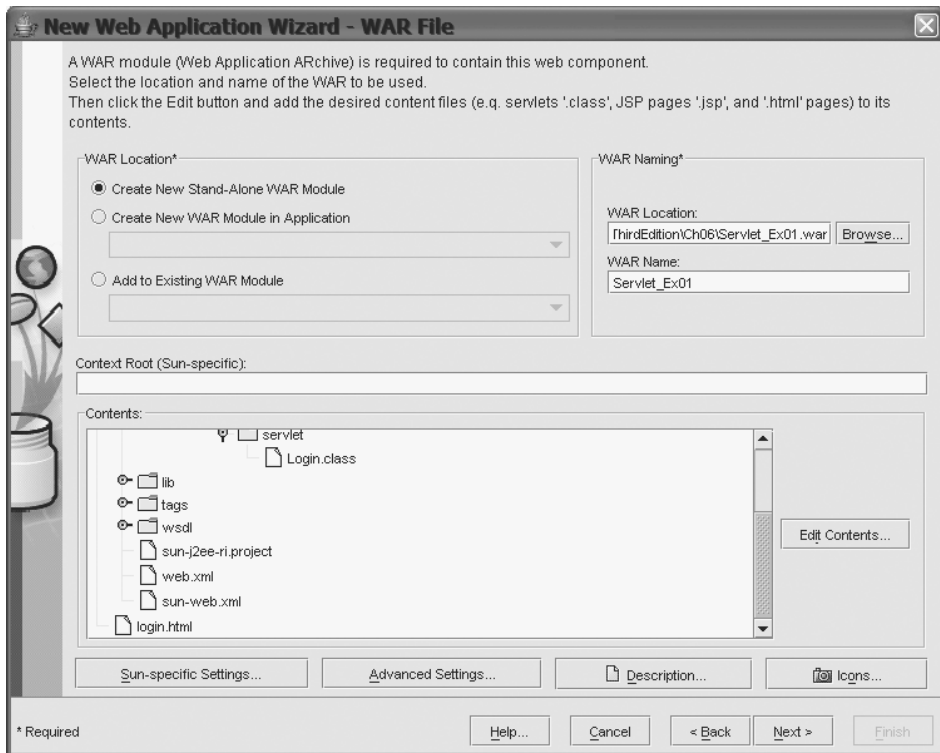 New Web Application Wizard - WAR File
A WAR module (Web Application ARchive) is required to contain this web component.
Select the location and name of the WAR to be used.
Then click the Edit button and add the desired content files (e.g. servlets '.class', JSP pages '.jsp', and '.html' pages) to its
contents.
WAR Location*
Create New Stand-Alone WAR Module
Create New WAR Module in Application
Add to Existing WAR Module
WAR Naming*
WAR Location:
ThirdEdition\Ch06\Servlet_Ex01.war
Browse...
WAR Name:
Servlet_Ex01
Context Root (Sun-specific):
Contents:
servlet
Login.class
lib
tags
wsdl
sun-j2ee-ri.project
web.xml
sun-web.xml
login.html
Edit Contents...
Sun-specific Settings...
Advanced Settings...
Description...
Icons...
* Required
Help...
Cancel
< Back
Next >
Finish